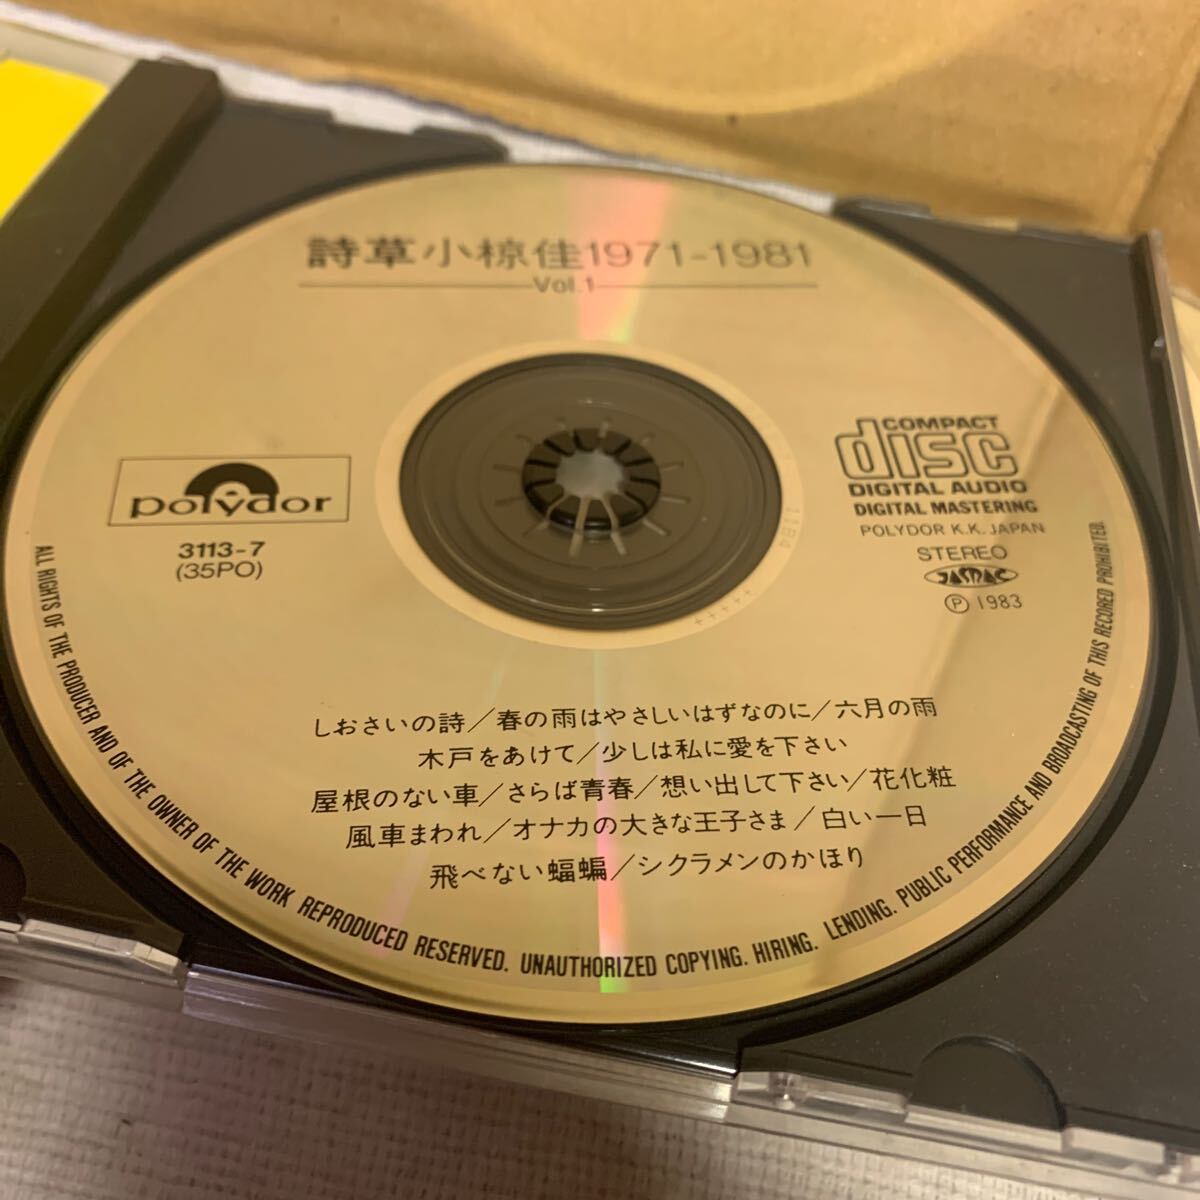 詩草小椋佳1971-1981
Vol.1
polydor
3113-7
(35PO)
COMPACT
disc
DIGITAL AUDIO
DIGITAL MASTERING
POLYDOR K.K. JAPAN
STEREO
JASRAC
Ⓟ 1983
しおさいの詩/春の雨はやさしいはずなのに/六月の雨
木戸をあけて/少しは私に愛を下さい
屋根のない車/さらば青春/想い出して下さい/花化粧
風車まわれ/オナカの大きな王子さま/白い一日
飛べない蝙蝠/シクラメンのかほり
ALL RIGHTS OF THE PRODUCER AND OF THE OWNER OF THE WORK REPRODUCED RESERVED. UNAUTHORIZED COPYING. HIRING. LENDING. PUBLIC PERFORMANCE AND BROADCASTING OF THIS RECORED PROHIBITED.